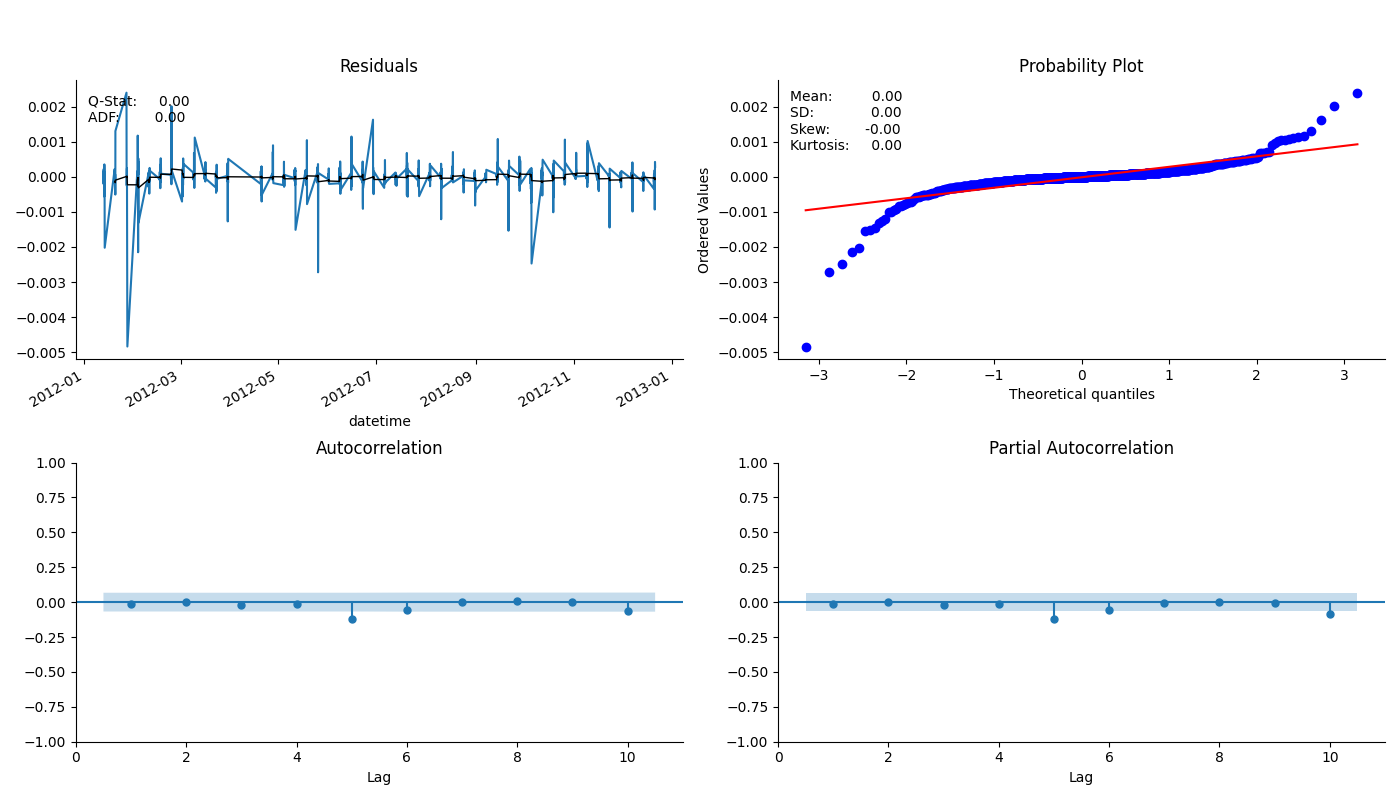 Residuals
Q-Stat: 0.00
ADF: 0.00
0.002
0.001
0.000
−0.001
−0.002
−0.003
−0.004
−0.005
2012-01 2012-03 2012-05 2012-07 2012-09 2012-11 2013-01
datetime
Probability Plot
Mean: 0.00
SD: 0.00
Skew: -0.00
Kurtosis: 0.00
Ordered Values
0.002
0.001
0.000
−0.001
−0.002
−0.003
−0.004
−0.005
−3 −2 −1 0 1 2 3
Theoretical quantiles
Autocorrelation
1.00
0.75
0.50
0.25
0.00
−0.25
−0.50
−0.75
−1.00
0 2 4 6 8 10
Lag
Partial Autocorrelation
1.00
0.75
0.50
0.25
0.00
−0.25
−0.50
−0.75
−1.00
0 2 4 6 8 10
Lag